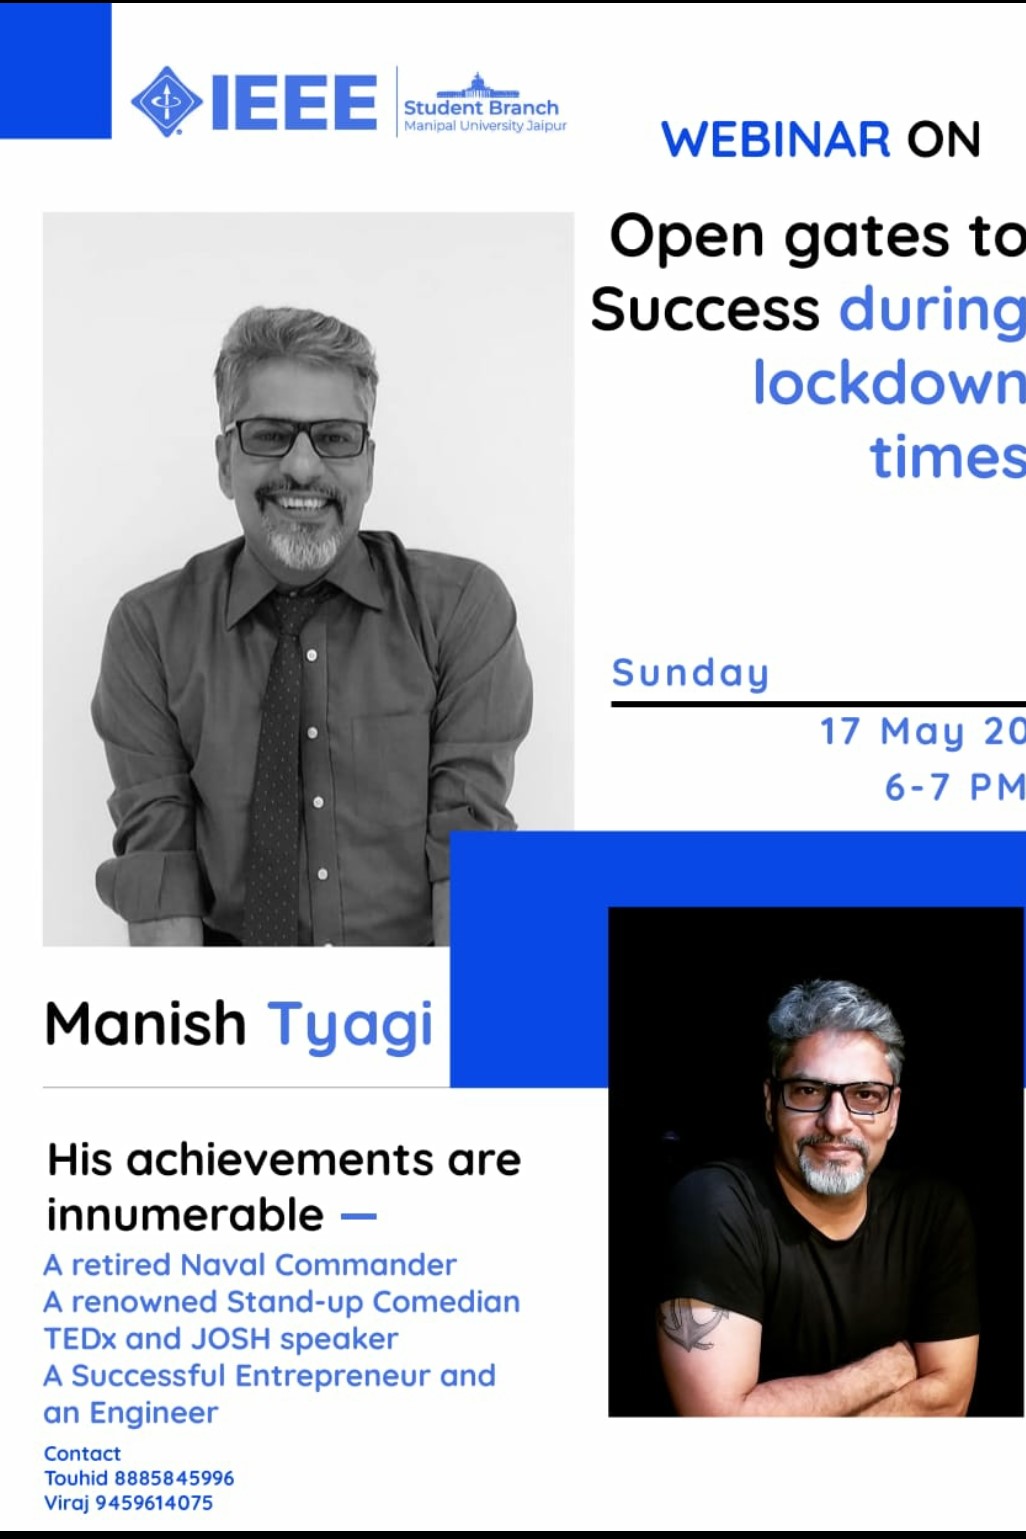 IEEE
Student Branch
Manipal University Jaipur
WEBINAR ON
Open gates to
Success during
lockdown
times
Sunday
17 May 20
6-7 PM
Manish Tyagi
His achievements are
innumerable —
A retired Naval Commander
A renowned Stand-up Comedian
TEDx and JOSH speaker
A Successful Entrepreneur and
an Engineer
Contact
Touhid 8885845996
Viraj 9459614075